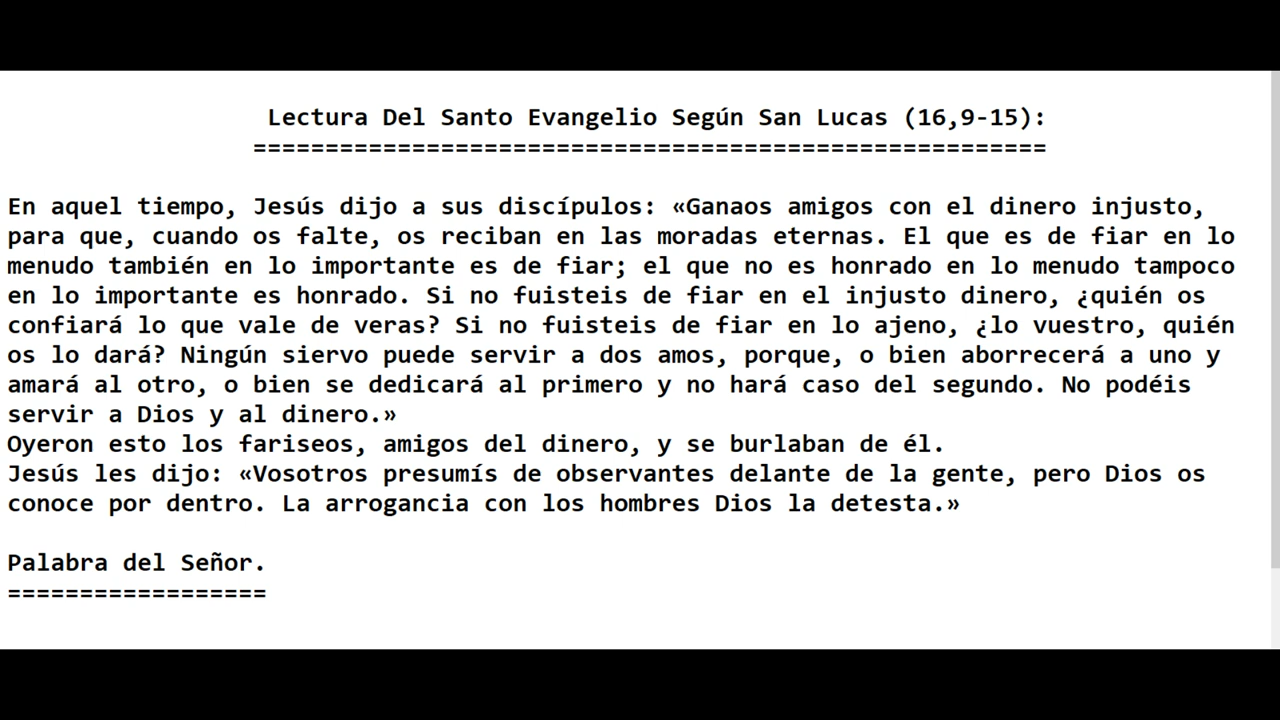 Lectura Del Santo Evangelio Según San Lucas (16,9-15):
=======================================================
En aquel tiempo, Jesús dijo a sus discípulos: «Ganaos amigos con el dinero injusto,
para que, cuando os falte, os reciban en las moradas eternas. El que es de fiar en lo
menudo también en lo importante es de fiar; el que no es honrado en lo menudo tampoco
en lo importante es honrado. Si no fuisteis de fiar en el injusto dinero, ¿quién os
confiará lo que vale de veras? Si no fuisteis de fiar en lo ajeno, ¿lo vuestro, quién
os lo dará? Ningún siervo puede servir a dos amos, porque, o bien aborrecerá a uno y
amará al otro, o bien se dedicará al primero y no hará caso del segundo. No podéis
servir a Dios y al dinero.»
Oyeron esto los fariseos, amigos del dinero, y se burlaban de él.
Jesús les dijo: «Vosotros presumís de observantes delante de la gente, pero Dios os
conoce por dentro. La arrogancia con los hombres Dios la detesta.»
Palabra del Señor.
==================